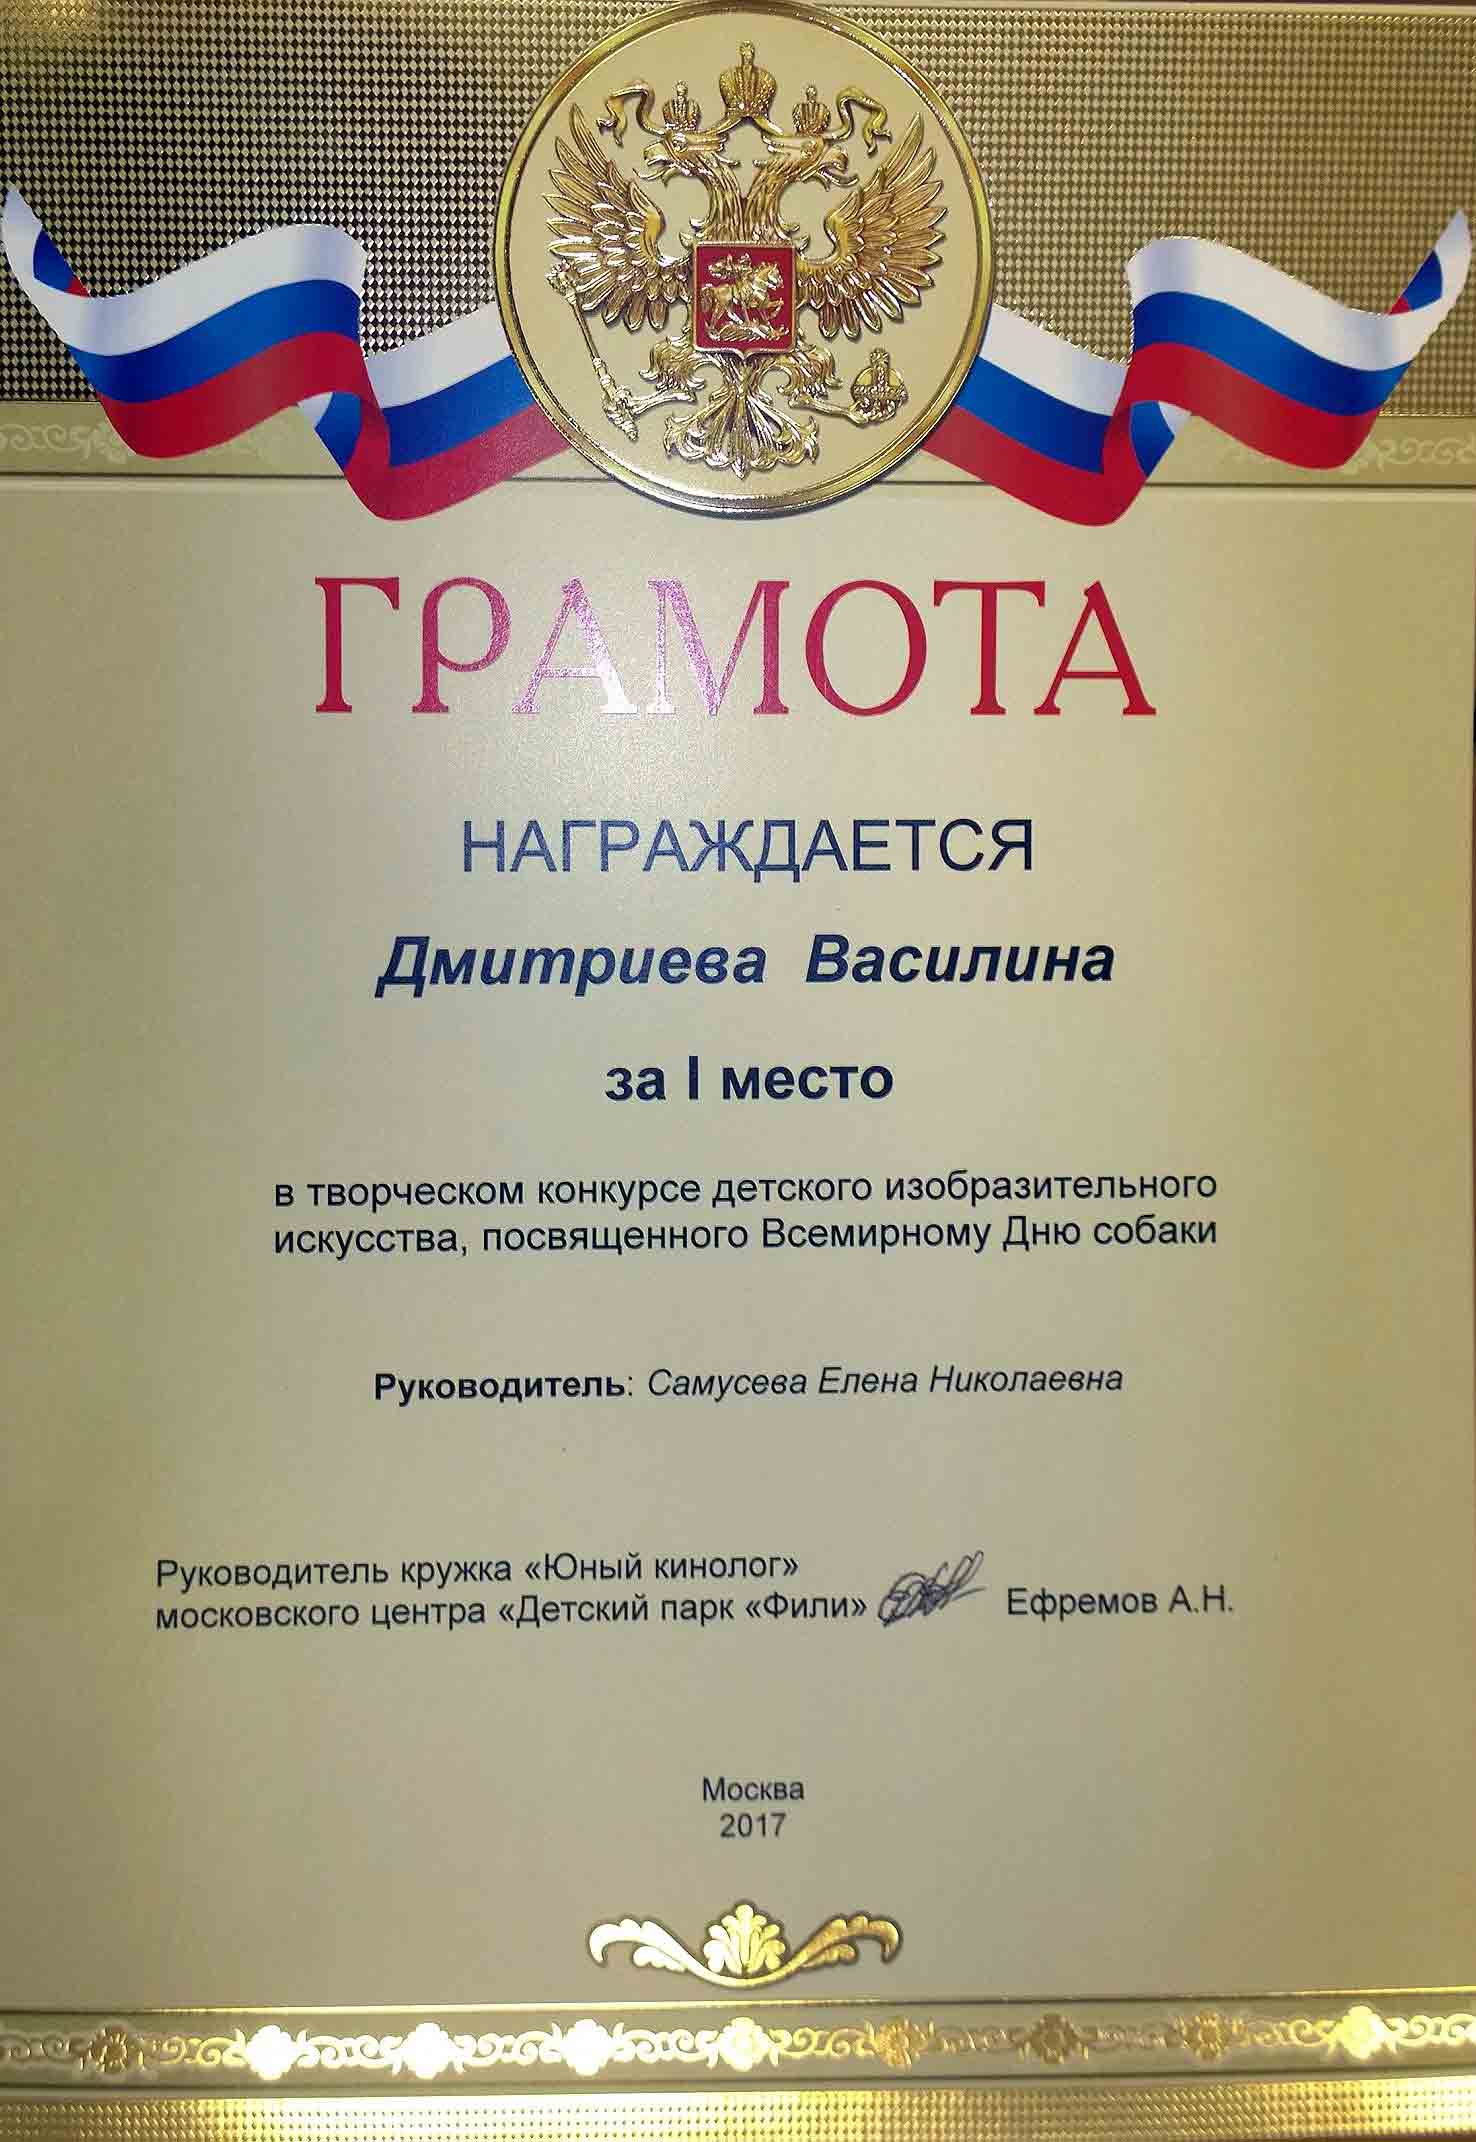 ГРАМОТА
НАГРАЖДАЕТСЯ
Дмитриева Василина
за I место
в творческом конкурсе детского изобразительного
искусства, посвященного Всемирному Дню собаки
Руководитель: Самусева Елена Николаевна
Руководитель кружка «Юный кинолог»
московского центра «Детский парк «Фили» Ефремов А.Н.
Москва
2017